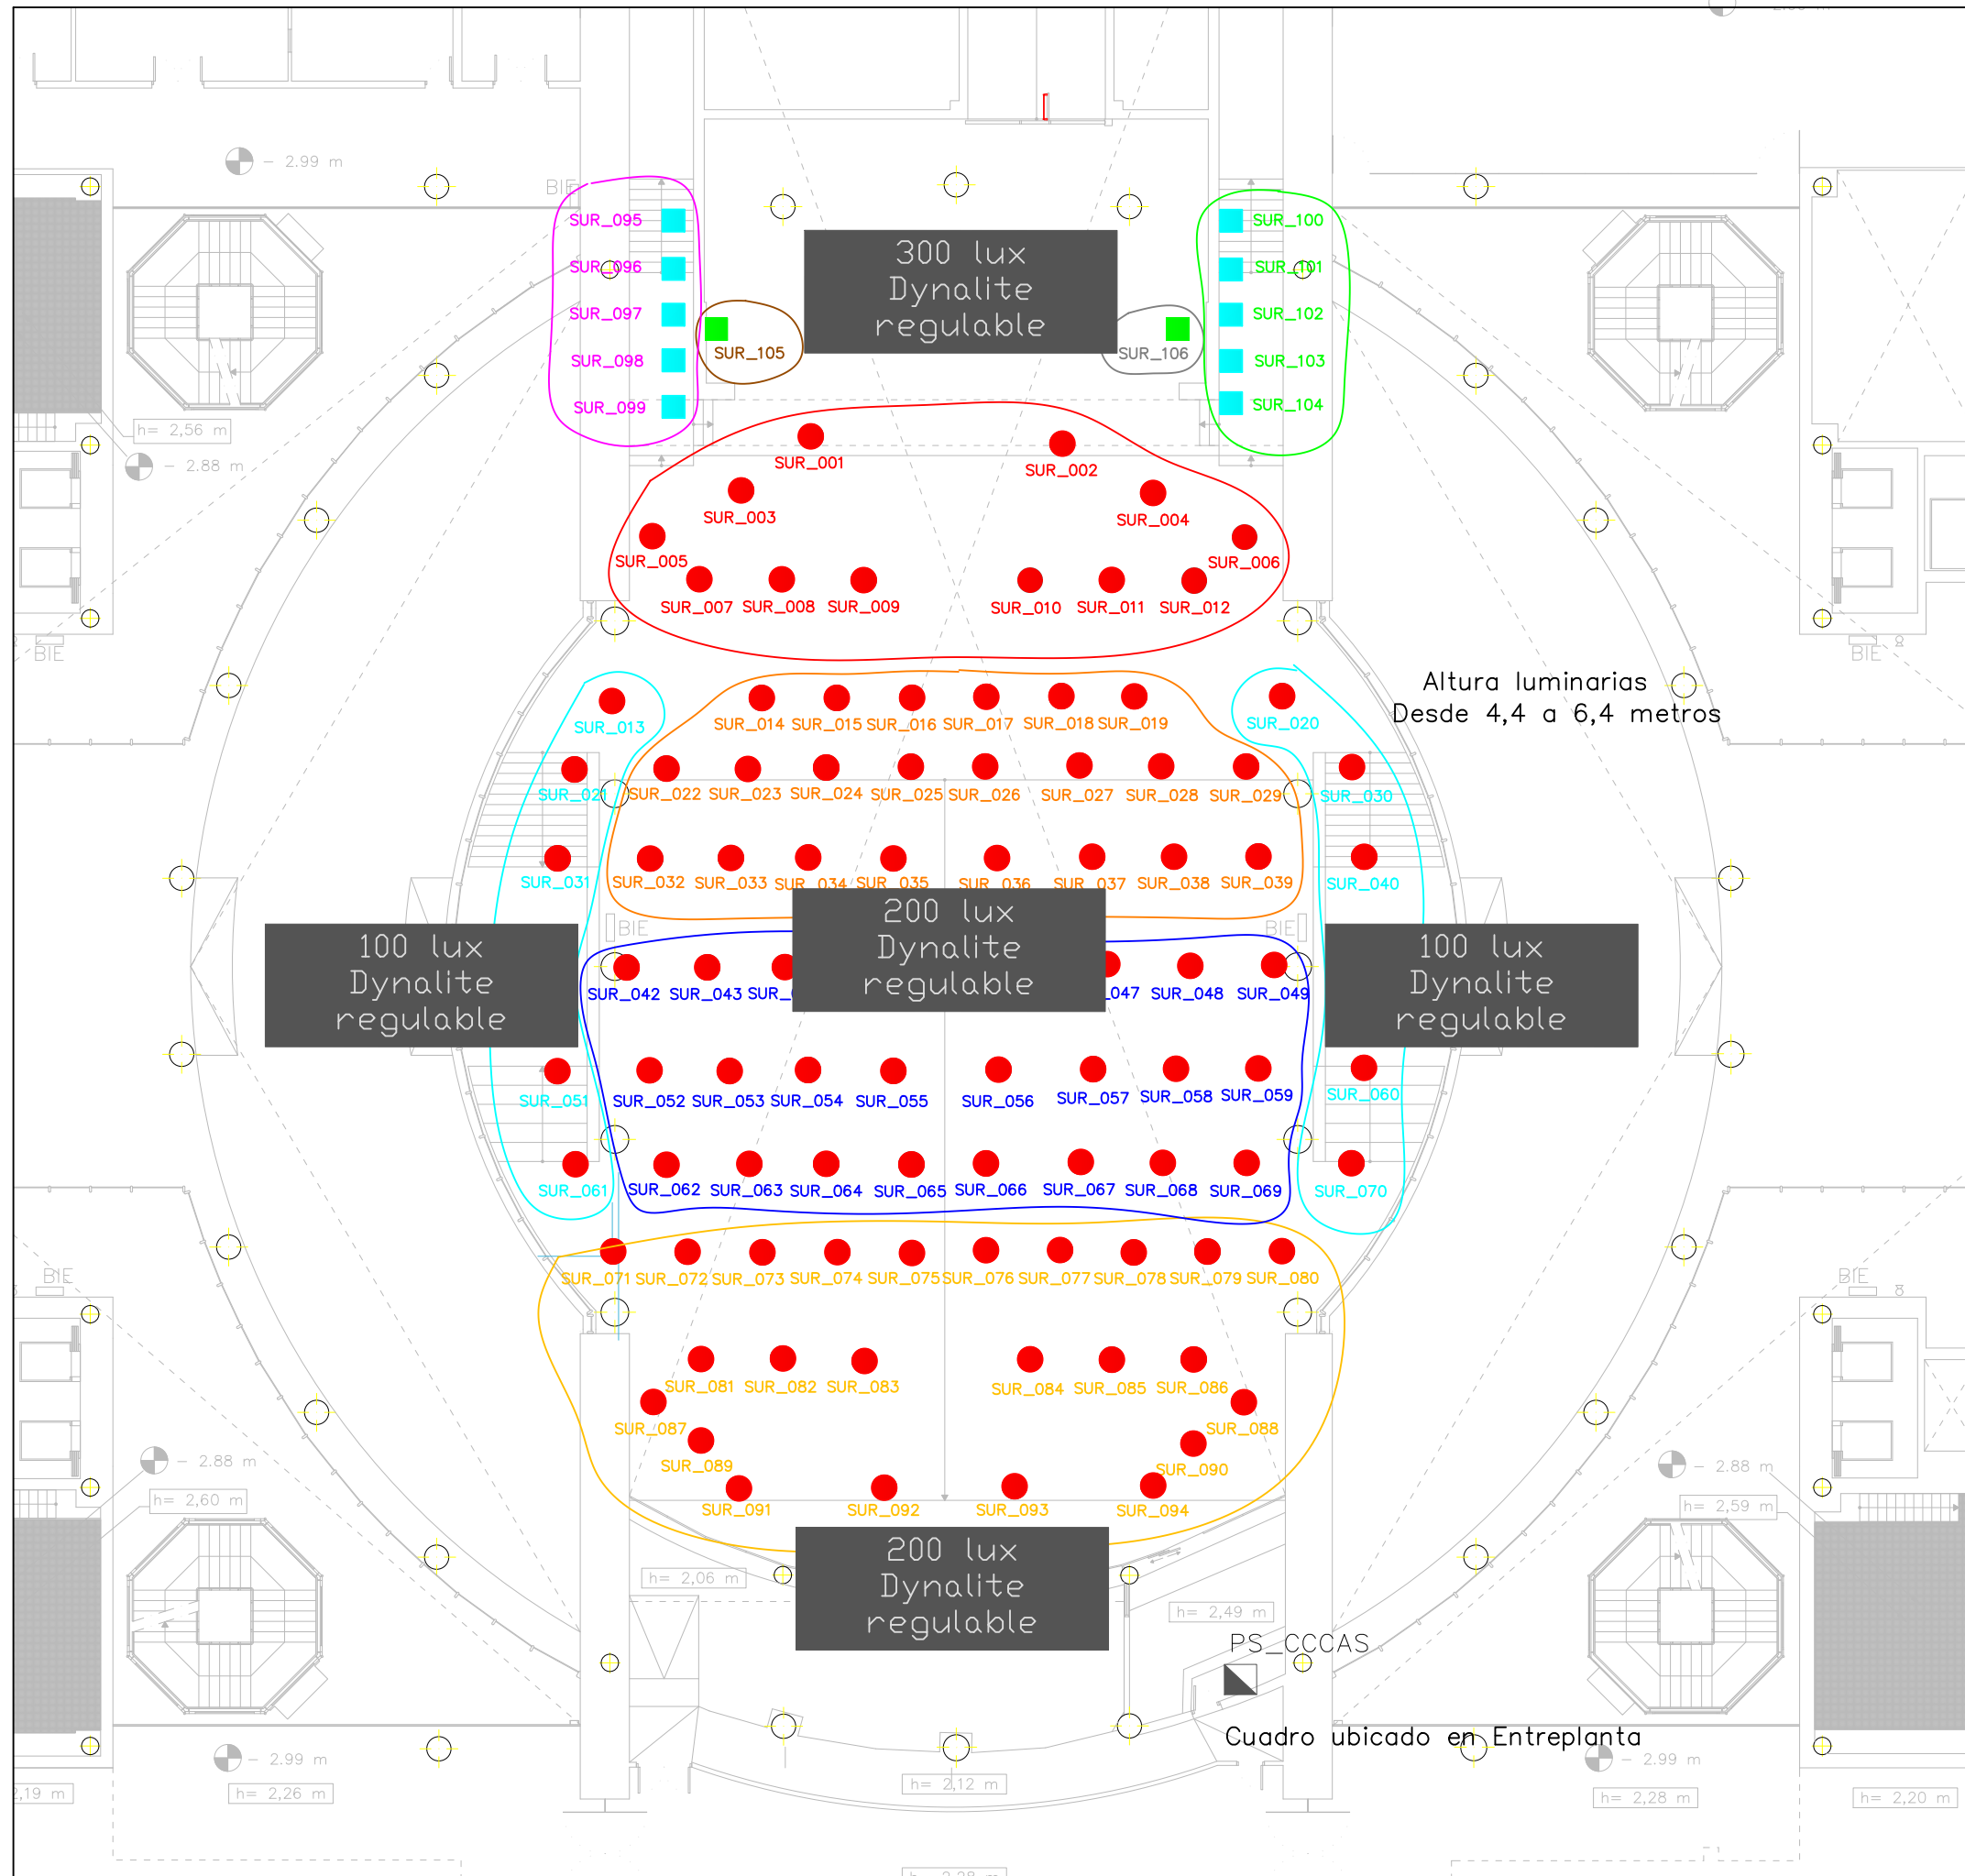 - 2.99 m
BIE
SUR_095
SUR_100
SUR_096
SUR_101
300 lux
Dynalite
regulable
SUR_097
SUR_102
SUR_105
SUR_106
SUR_098
SUR_103
SUR_099
SUR_104
h= 2,56 m
- 2.88 m
SUR_001
SUR_002
SUR_003
SUR_004
SUR_005
SUR_006
SUR_007
SUR_008
SUR_009
SUR_010
SUR_011
SUR_012
BIE
BIE
Altura luminarias
Desde 4,4 a 6,4 metros
SUR_013
SUR_014
SUR_015
SUR_016
SUR_017
SUR_018
SUR_019
SUR_020
SUR_021
SUR_022
SUR_023
SUR_024
SUR_025
SUR_026
SUR_027
SUR_028
SUR_029
SUR_030
SUR_031
SUR_032
SUR_033
SUR_034
SUR_035
SUR_036
SUR_037
SUR_038
SUR_039
SUR_040
BIE
BIE
100 lux
Dynalite
regulable
200 lux
Dynalite
regulable
100 lux
Dynalite
regulable
SUR_042
SUR_043
_047
SUR_048
SUR_049
SUR_051
SUR_052
SUR_053
SUR_054
SUR_055
SUR_056
SUR_057
SUR_058
SUR_059
SUR_060
SUR_061
SUR_062
SUR_063
SUR_064
SUR_065
SUR_066
SUR_067
SUR_068
SUR_069
SUR_070
BIE
BIE
SUR_071
SUR_072
SUR_073
SUR_074
SUR_075
SUR_076
SUR_077
SUR_078
SUR_079
SUR_080
SUR_081
SUR_082
SUR_083
SUR_084
SUR_085
SUR_086
SUR_087
SUR_088
SUR_089
SUR_090
SUR_091
SUR_092
SUR_093
SUR_094
- 2.88 m
h= 2,60 m
- 2.88 m
h= 2,59 m
200 lux
Dynalite
regulable
h= 2,06 m
h= 2,49 m
PS_CCCAS
Cuadro ubicado en Entreplanta
- 2.99 m
- 2.99 m
2,19 m
h= 2,26 m
h= 2,12 m
h= 2,28 m
h= 2,20 m